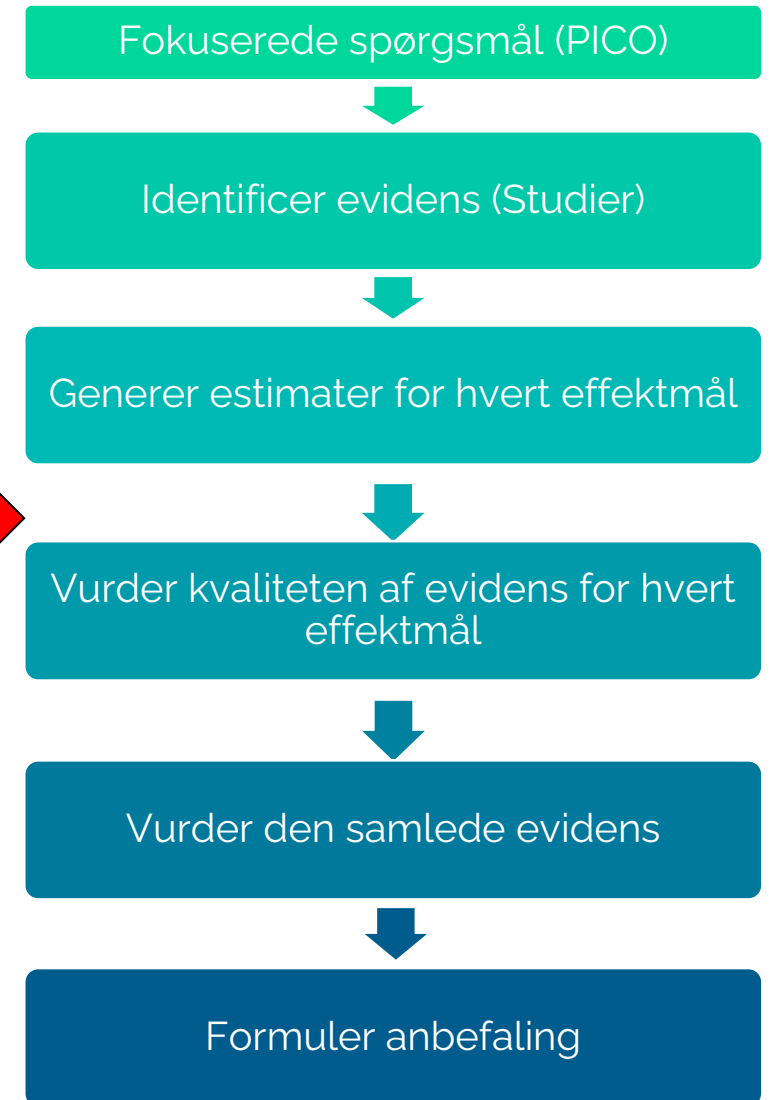 Fokuserede spørgsmål (PICO)
Identificer evidens (Studier)
Generer estimater for hvert effektmål
Vurder kvaliteten af evidens for hvert
effektmål
Vurder den samlede evidens
Formuler anbefaling